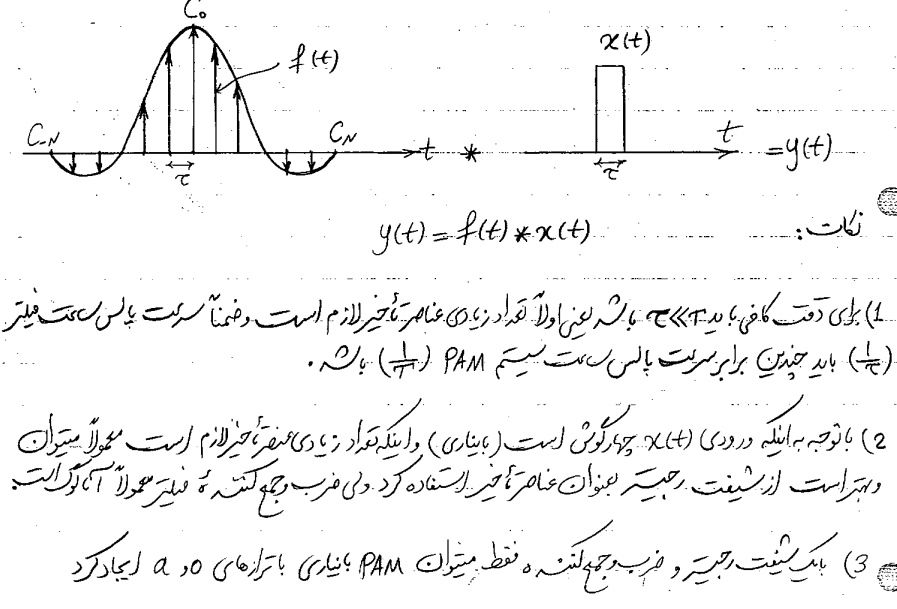 C₀
f(t)
x(t)
C₋N
C_N
t
*
t
= y(t)
τ
τ
نکات:
y(t) = f(t) * x(t)
1) برای دقت کافی باید τ<<T باشد یعنی اولاً تعداد زیادی عناصر تأخیر لازم است و ضمناً سرعت پالس ساعت فیلتر
(1/τ) باید چندین برابر سرعت پالس ساعت سیستم PAM (1/T) باشد.
2) با توجه به اینکه ورودی x(t) چهارگوش است (باینری) و اینکه تعداد زیادی عنصر تأخیر لازم است معمولاً میتوان
و بهتر است از شیفت رجیستر بعنوان عناصر تأخیر استفاده کرد ولی ضرب و جمع کننده فیلتر معمولاً آنالوگ است.
3) با یک شیفت رجیستر و ضرب و جمع کننده فقط میتوان PAM باینری با ترازهای 0 و a ایجاد کرد